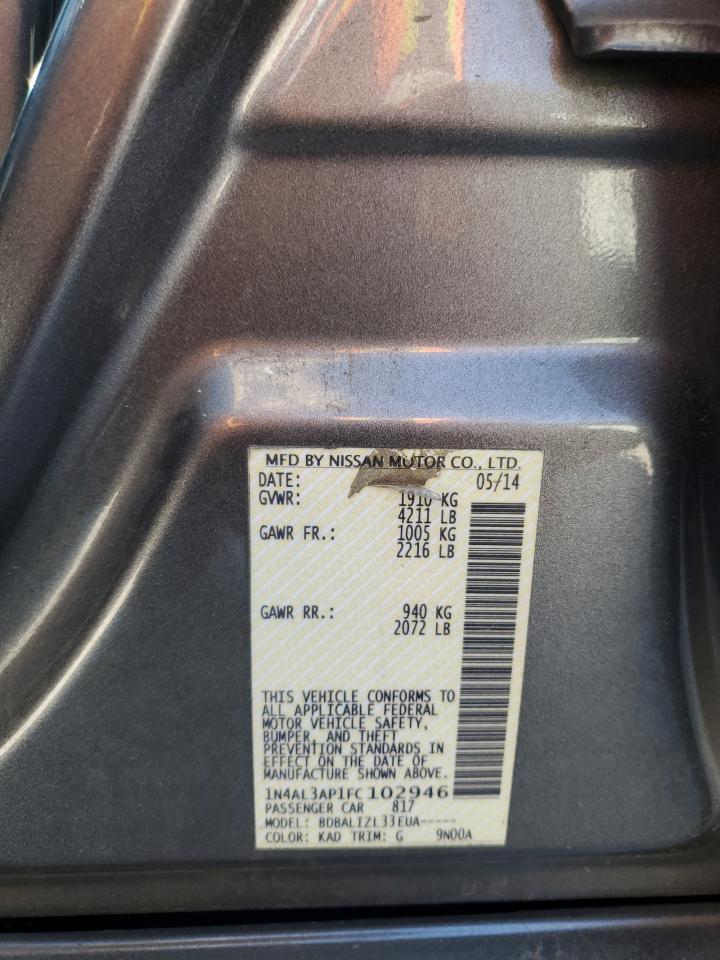 MFD BY NISSAN MOTOR CO., LTD.
DATE: 05/14
GVWR: 1910 KG
4211 LB
GAWR FR.: 1005 KG
2216 LB
GAWR RR.: 940 KG
2072 LB
THIS VEHICLE CONFORMS TO
ALL APPLICABLE FEDERAL
MOTOR VEHICLE SAFETY,
BUMPER, AND THEFT
PREVENTION STANDARDS IN
EFFECT ON THE DATE OF
MANUFACTURE SHOWN ABOVE.
1N4AL3AP1FC102946
PASSENGER CAR 817
MODEL: BDBALIZL33EUA-----
COLOR: KAD TRIM: G 9N00A